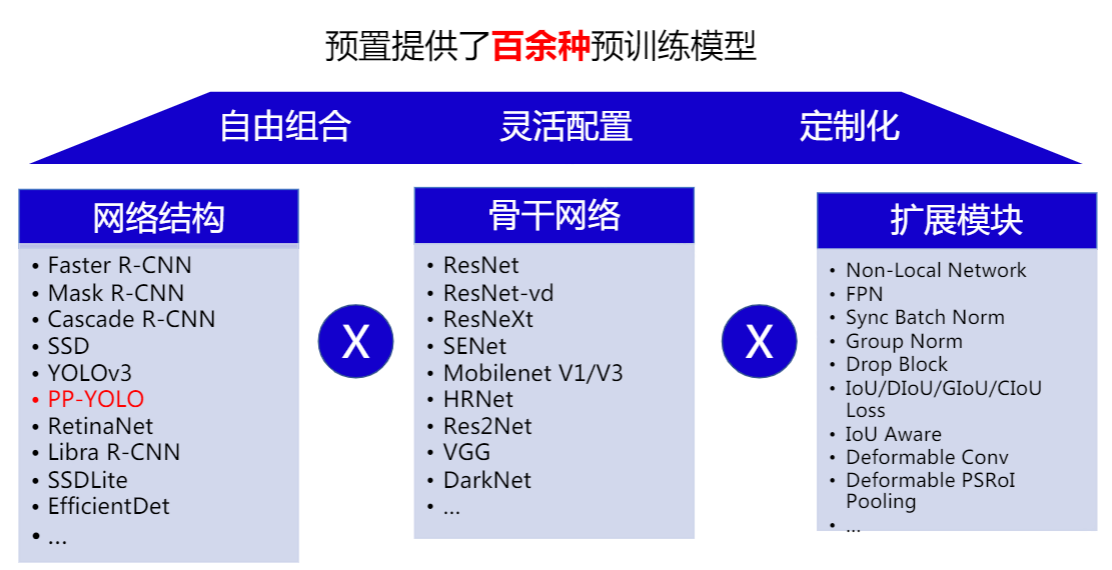 预置提供了百余种预训练模型
自由组合
灵活配置
定制化
网络结构
• Faster R-CNN
• Mask R-CNN
• Cascade R-CNN
• SSD
• YOLOv3
• PP-YOLO
• RetinaNet
• Libra R-CNN
• SSDLite
• EfficientDet
• ...
X
骨干网络
• ResNet
• ResNet-vd
• ResNeXt
• SENet
• Mobilenet V1/V3
• HRNet
• Res2Net
• VGG
• DarkNet
• ...
X
扩展模块
• Non-Local Network
• FPN
• Sync Batch Norm
• Group Norm
• Drop Block
• IoU/DIoU/GIoU/CIoU
Loss
• IoU Aware
• Deformable Conv
• Deformable PSRoI
Pooling
• ...